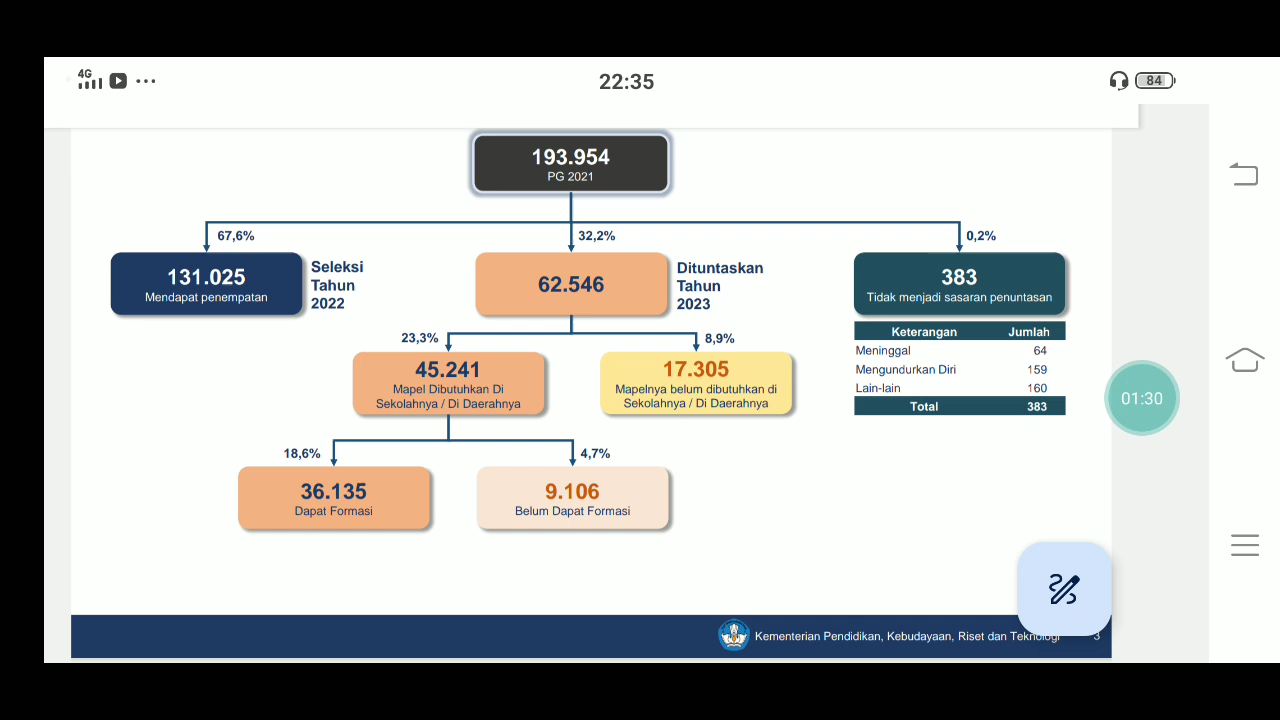 4G
22:35
84
193.954
PG 2021
67,6%
32,2%
0,2%
131.025
Mendapat penempatan
Seleksi
Tahun
2022
62.546
Dituntaskan
Tahun
2023
383
Tidak menjadi sasaran penuntasan
Keterangan Jumlah
Meninggal 64
Mengundurkan Diri 159
Lain-lain 160
Total 383
23,3%
8,9%
45.241
Mapel Dibutuhkan Di
Sekolahnya / Di Daerahnya
17.305
Mapelnya belum dibutuhkan di
Sekolahnya / Di Daerahnya
01:30
18,6%
4,7%
36.135
Dapat Formasi
9.106
Belum Dapat Formasi
Kementerian Pendidikan, Kebudayaan, Riset dan Teknologi 3